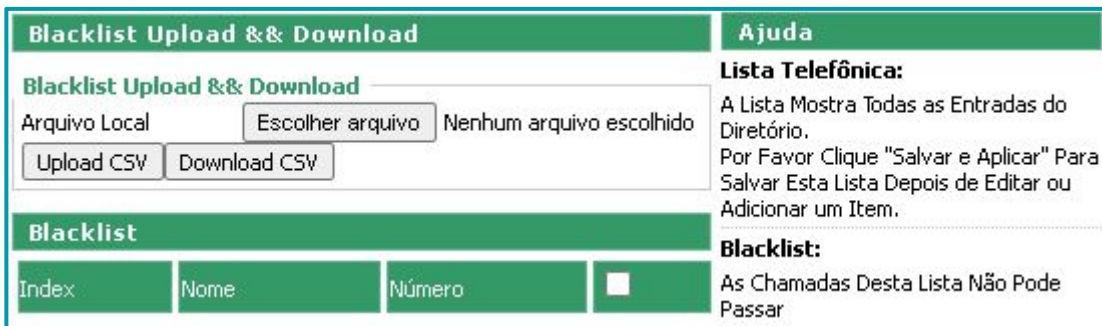 Blacklist Upload && Download
Blacklist Upload && Download
Arquivo Local Escolher arquivo Nenhum arquivo escolhido
Upload CSV Download CSV
Blacklist
Index Nome Número
Ajuda
Lista Telefônica:
A Lista Mostra Todas as Entradas do
Diretório.
Por Favor Clique "Salvar e Aplicar" Para
Salvar Esta Lista Depois de Editar ou
Adicionar um Item.
Blacklist:
As Chamadas Desta Lista Não Pode
Passar